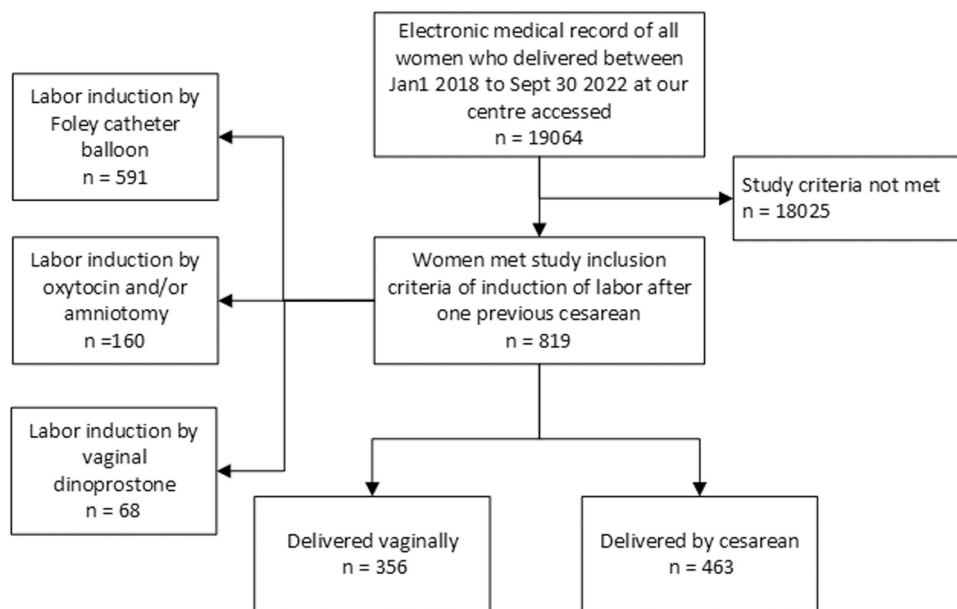 Electronic medical record of all
women who delivered between
Jan1 2018 to Sept 30 2022 at our
centre accessed
n = 19064
Labor induction by
Foley catheter
balloon
n = 591
Study criteria not met
n = 18025
Labor induction by
oxytocin and/or
amniotomy
n =160
Women met study inclusion
criteria of induction of labor after
one previous cesarean
n = 819
Labor induction by
vaginal
dinoprostone
n = 68
Delivered vaginally
n = 356
Delivered by cesarean
n = 463